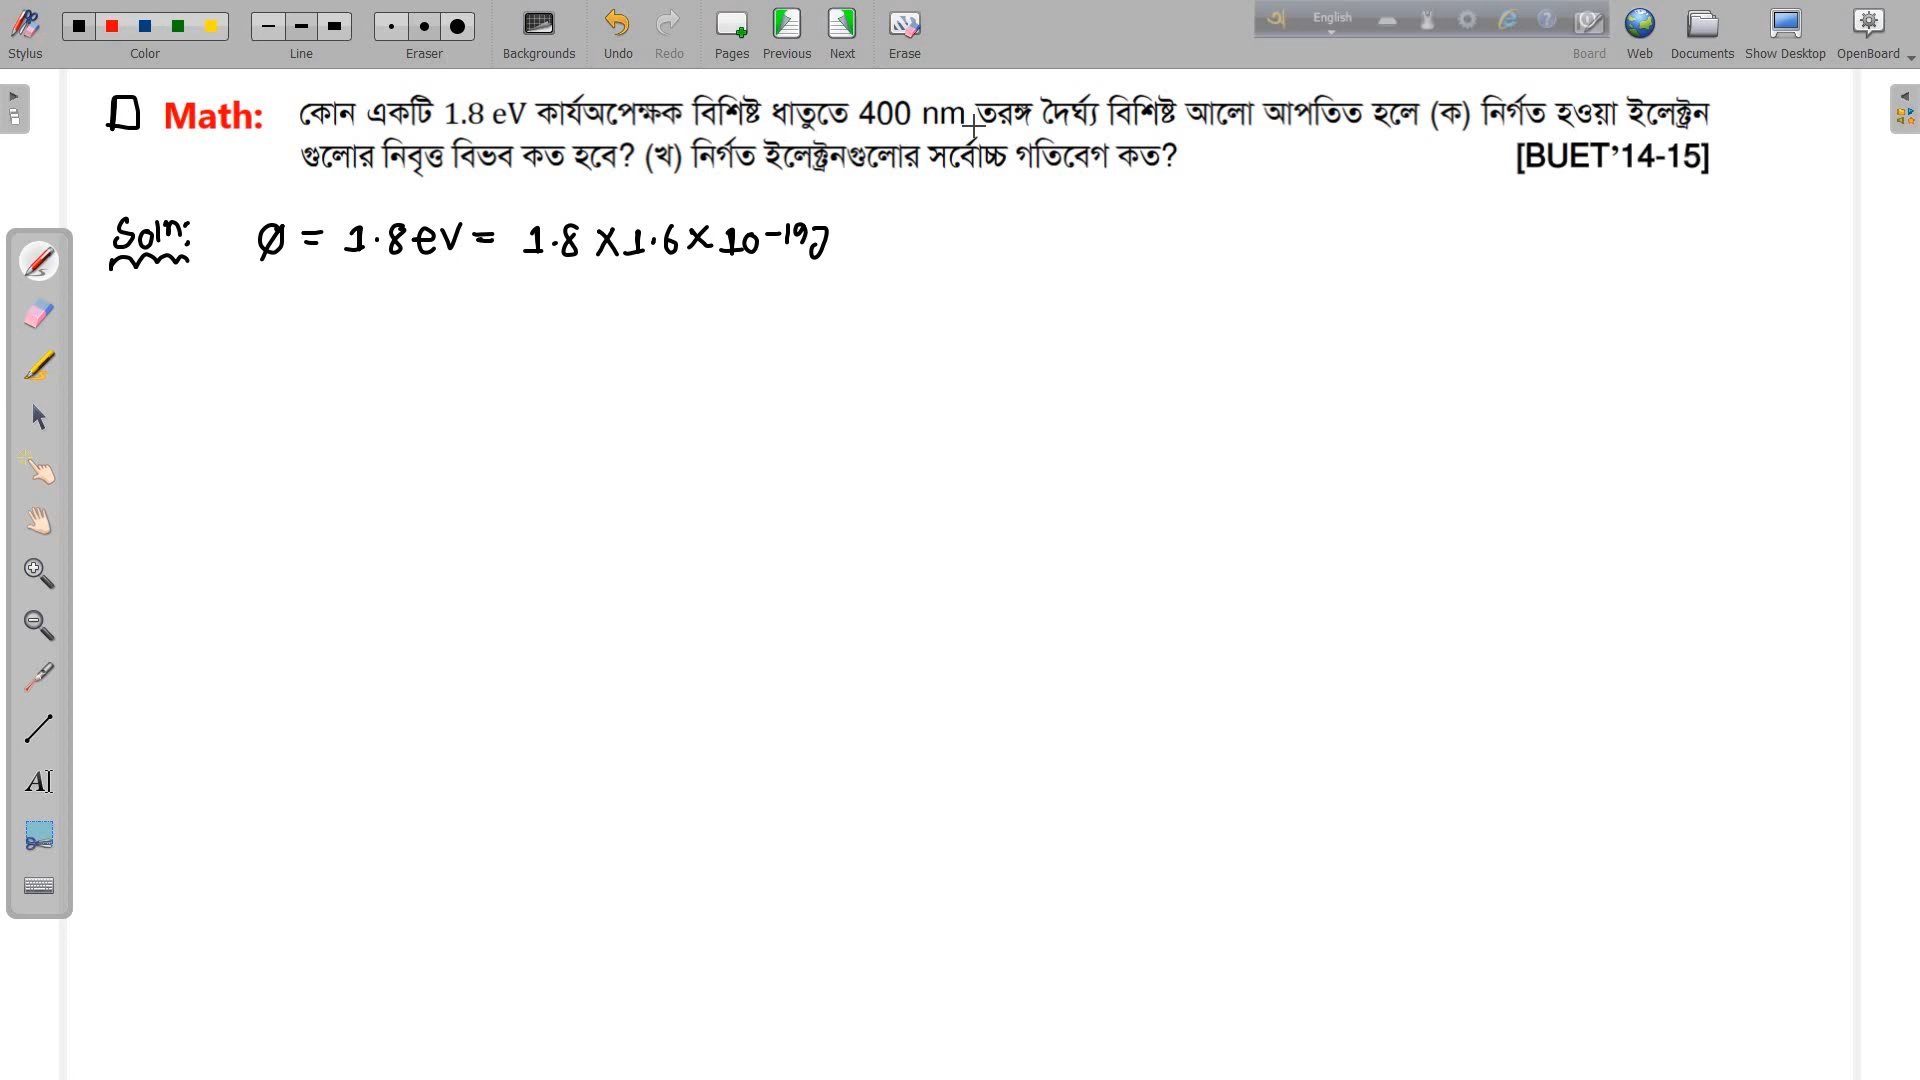 Stylus Color Line Eraser Backgrounds Undo Redo Pages Previous Next Erase English Board Web Documents Show Desktop OpenBoard
Math: কোন একটি 1.8 eV কার্যঅপেক্ষক বিশিষ্ট ধাতুতে 400 nm তরঙ্গ দৈর্ঘ্য বিশিষ্ট আলো আপতিত হলে (ক) নির্গত হওয়া ইলেক্ট্রন
গুলোর নিবৃত্ত বিভব কত হবে? (খ) নির্গত ইলেক্ট্রনগুলোর সর্বোচ্চ গতিবেগ কত? [BUET’14-15]
Soln: Ø = 1.8 eV = 1.8 × 1.6 × 10⁻¹⁹J